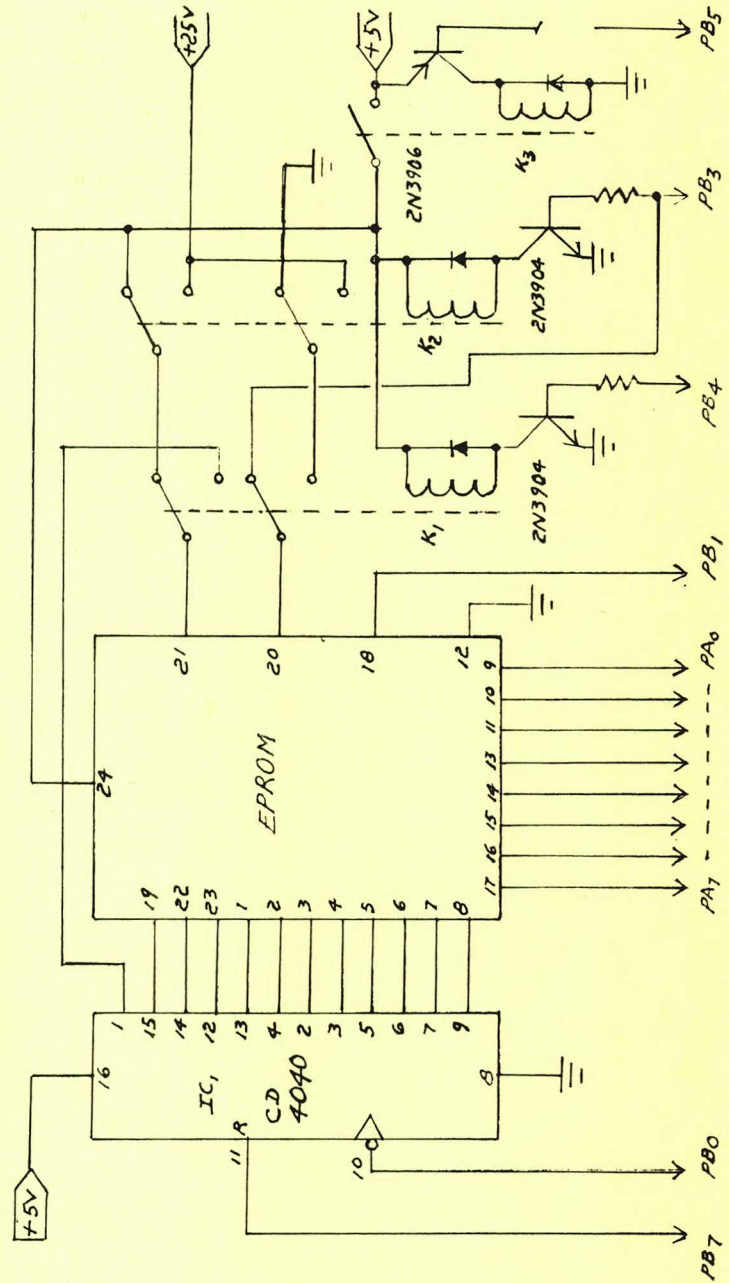 +5V
16
IC₁
CD
4040
11 R
10
8
1
15
14
12
13
4
2
3
5
6
7
9
24
EPROM
19
22
23
1
2
3
4
5
6
7
8
21
20
18
12
17 16 15 14 13 11 10 9
+25V
+5V
K₁
2N3904
K₂
2N3904
K₃
2N3906
PB7
PB0
PA₇ ------ PA₀
PB₁
PB₄
PB₃
PB₅